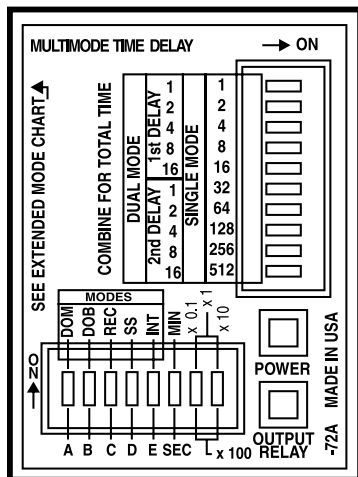 MULTIMODE TIME DELAY
→ ON
SEE EXTENDED MODE CHART
COMBINE FOR TOTAL TIME
DUAL MODE
1st DELAY
2nd DELAY
1
2
4
8
16
1
2
4
8
16
SINGLE MODE
1
2
4
8
16
32
64
128
256
512
MODES
DOM
DOB
REC
SS
INT
MIN
x 0.1
x 1
x 10
ON
A B C D E SEC x 100
POWER
OUTPUT
RELAY
-72A MADE IN USA